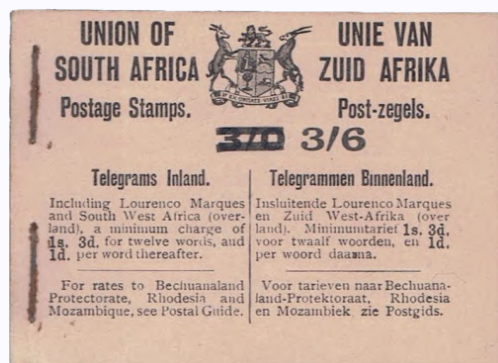 UNION OF
SOUTH AFRICA
Postage Stamps.
UNIE VAN
ZUID AFRIKA
Post-zegels.
3/0 3/6
Telegrams Inland.
Including Lourenco Marques
and South West Africa (over-
land), a minimum charge of
1s. 3d. for twelve words, and
1d. per word thereafter.
For rates to Bechuanaland
Protectorate, Rhodesia and
Mozambique, see Postal Guide.
Telegrammen Binnenland.
Insluitende Lourenco Marques
en Zuid West-Afrika (over
land). Minimumtarief 1s. 3d.
voor twaalf woorden, en 1d.
per woord daarna.
Voor tarieven naar Bechuana-
land-Protektoraat, Rhodesia
en Mozambiek zie Postgids.